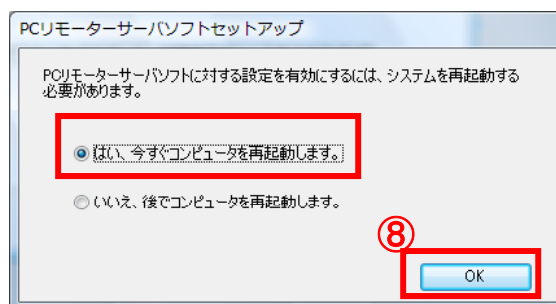 PCリモーターサーバソフトセットアップ
PCリモーターサーバソフトに対する設定を有効にするには、システムを再起動する
必要があります。
はい、今すぐコンピュータを再起動します。
いいえ、後でコンピュータを再起動します。
⑧
OK